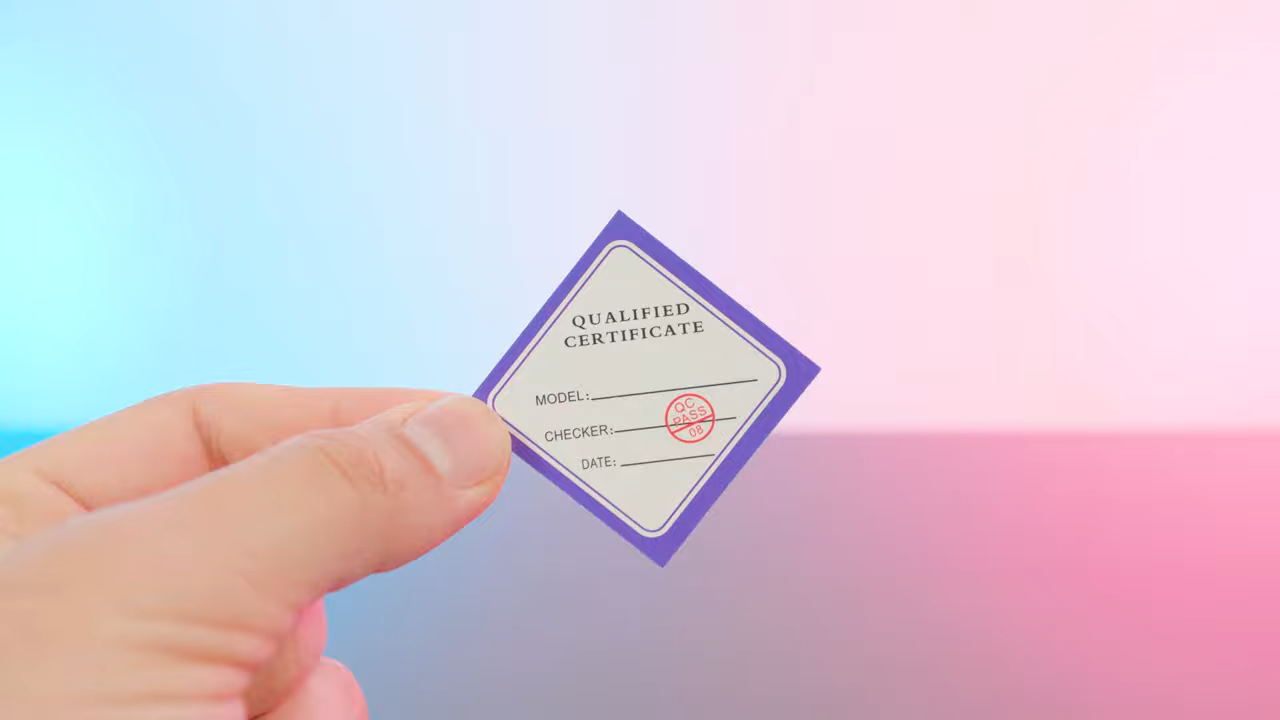 QUALIFIED
CERTIFICATE
MODEL:
CHECKER:
QC
PASS
08
DATE: